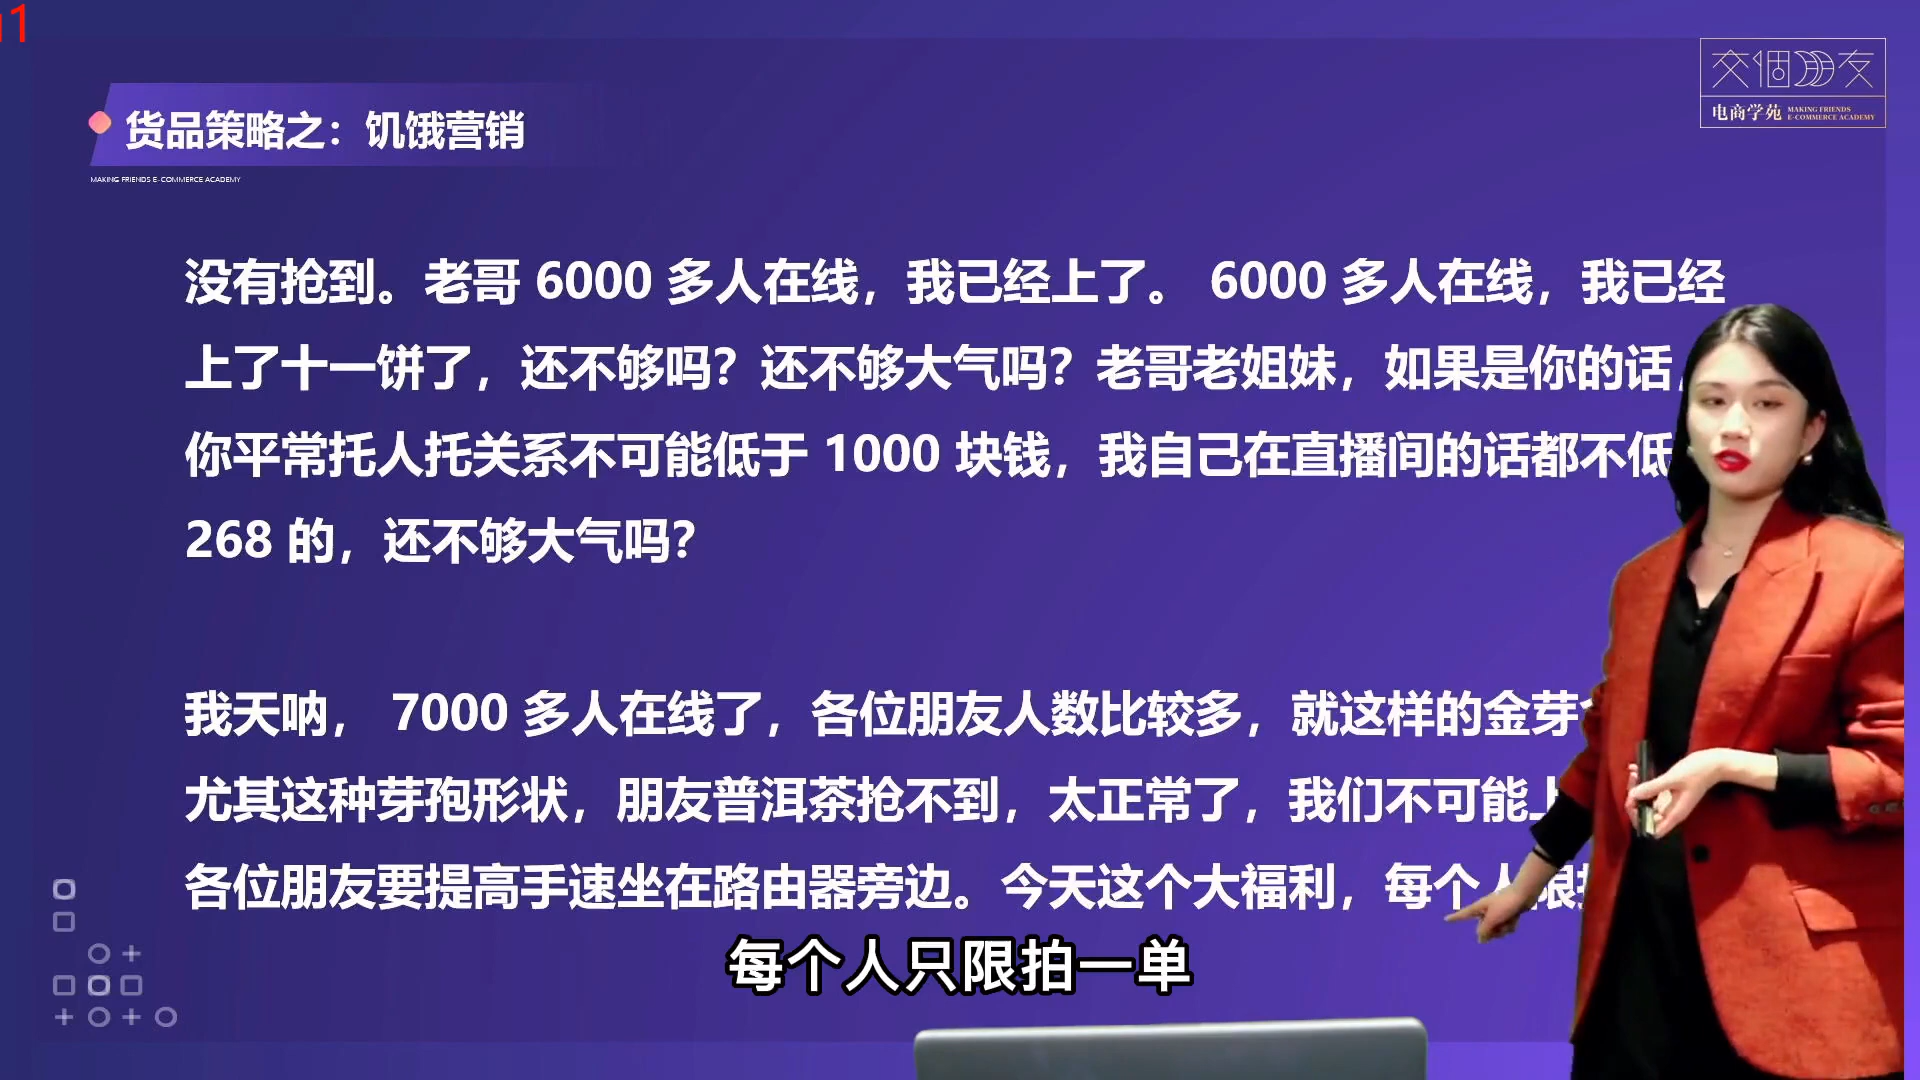 1
交個朋友
电商学苑
MAKING FRIENDS
E-COMMERCE ACADEMY
货品策略之：饥饿营销
MAKING FRIENDS E-COMMERCE ACADEMY
没有抢到。老哥 6000 多人在线，我已经上了。 6000 多人在线，我已经
上了十一饼了，还不够吗？还不够大气吗？老哥老姐妹，如果是你的话，
你平常托人托关系不可能低于 1000 块钱，我自己在直播间的话都不低
268 的，还不够大气吗？
我天呐， 7000 多人在线了，各位朋友人数比较多，就这样的金芽
尤其这种芽孢形状，朋友普洱茶抢不到，太正常了，我们不可能上
各位朋友要提高手速坐在路由器旁边。今天这个大福利，每个人限
每个人只限拍一单